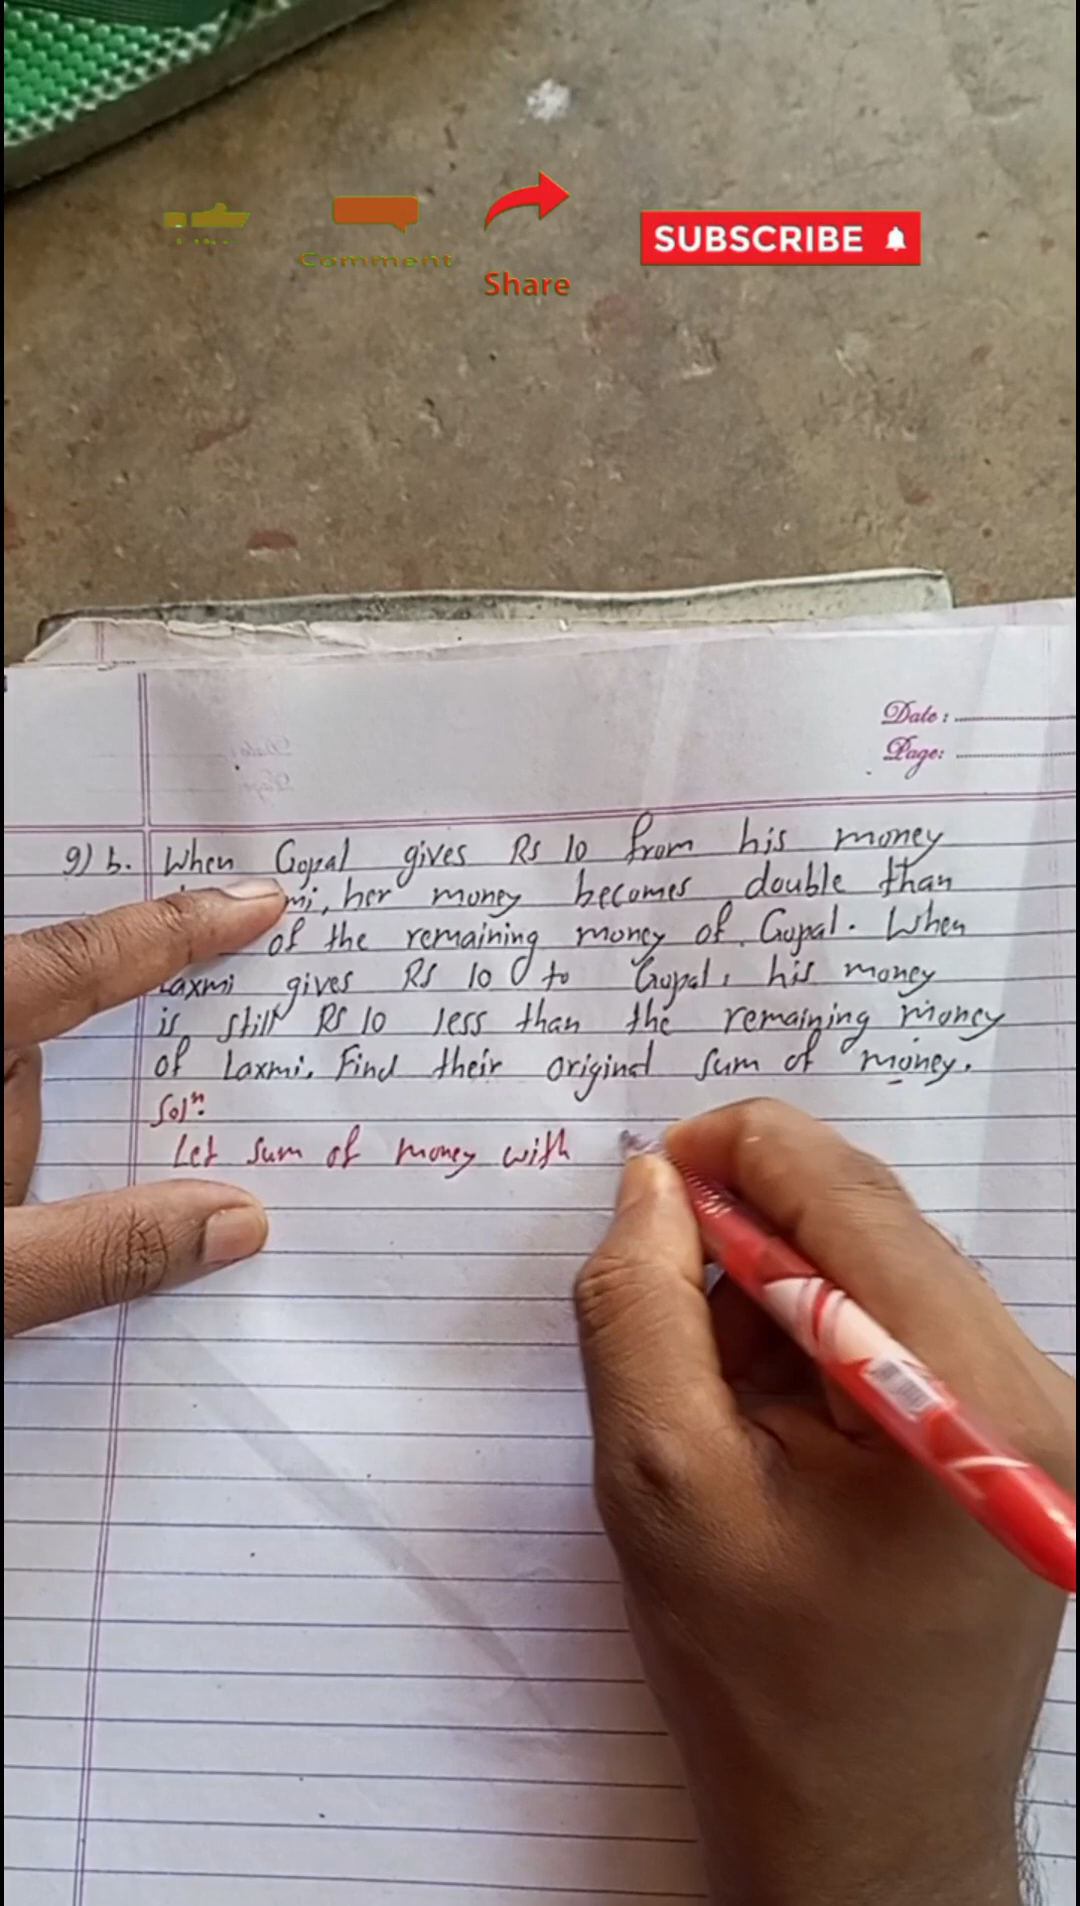 Comment
Share
SUBSCRIBE
Date:
Page:
9) b. When Gopal gives Rs 10 from his money
mi, her money becomes double than
of the remaining money of Gopal. When
Laxmi gives Rs 10 to Gopal, his money
is still Rs 10 less than the remaining money
of Laxmi. Find their original sum of money.
Solⁿ:
Let sum of money with